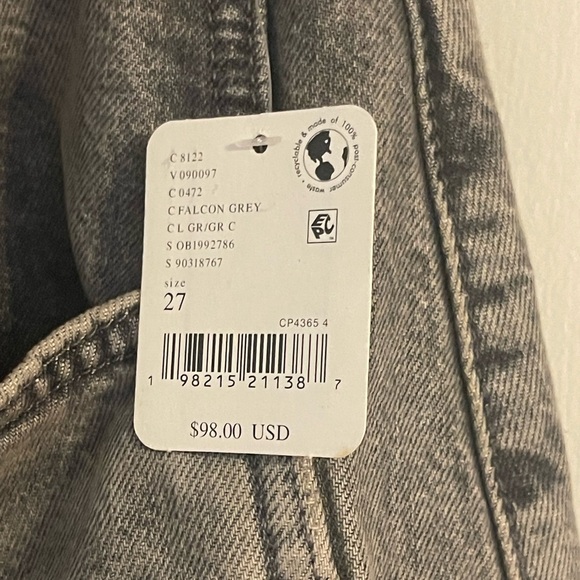 C 8122
V 090097
C 0472
C FALCON GREY
C L GR/GR C
S OB1992786
S 90318767
size
27
recyclable & made of 100% post-consumer waste •
EPC
CP4365 4
1 98215 21138 7
$98.00 USD